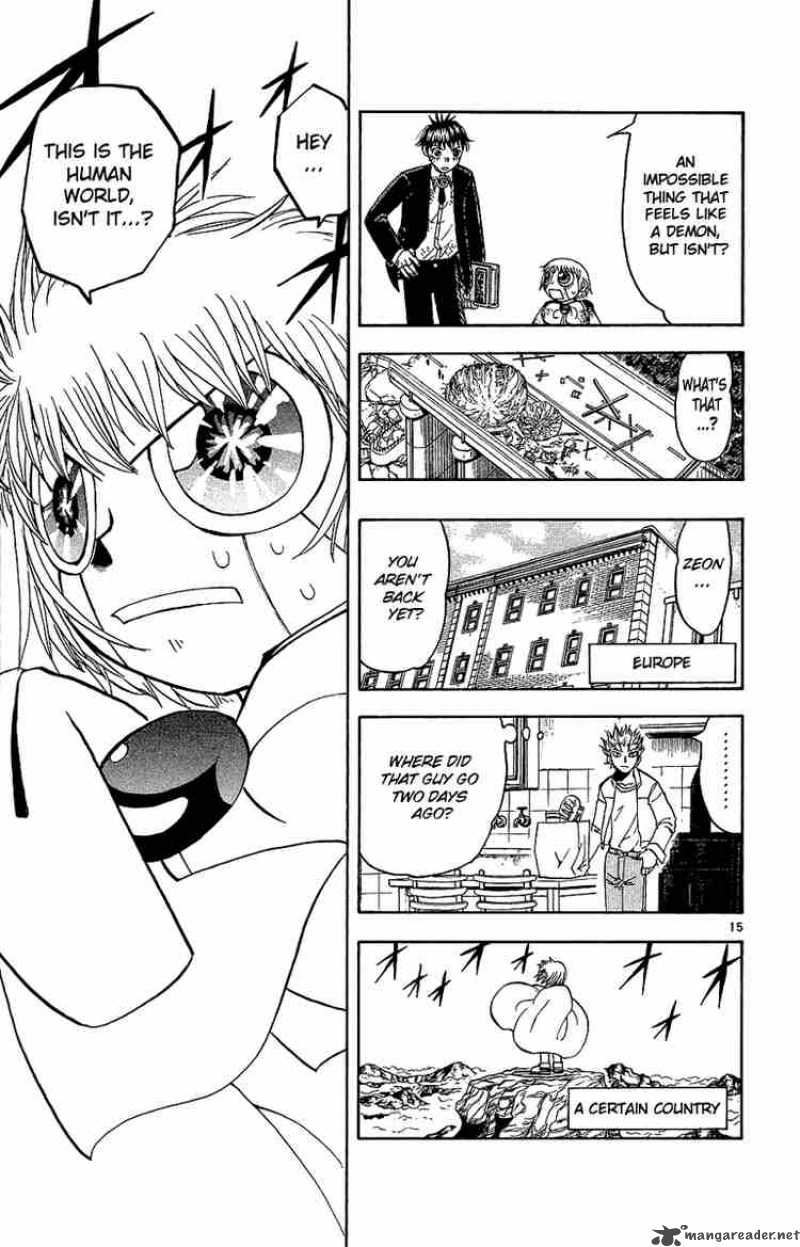 AN
IMPOSSIBLE
THING THAT
FEELS LIKE
A DEMON,
BUT ISN'T?
WHAT'S
THAT
...?
ZEON
...
YOU
AREN'T
BACK
YET?
EUROPE
.........
WHERE DID
THAT GUY GO
TWO DAYS
AGO?
15
A CERTAIN COUNTRY
HEY
...
THIS IS THE
HUMAN
WORLD,
ISN'T IT...?
mangareader.net